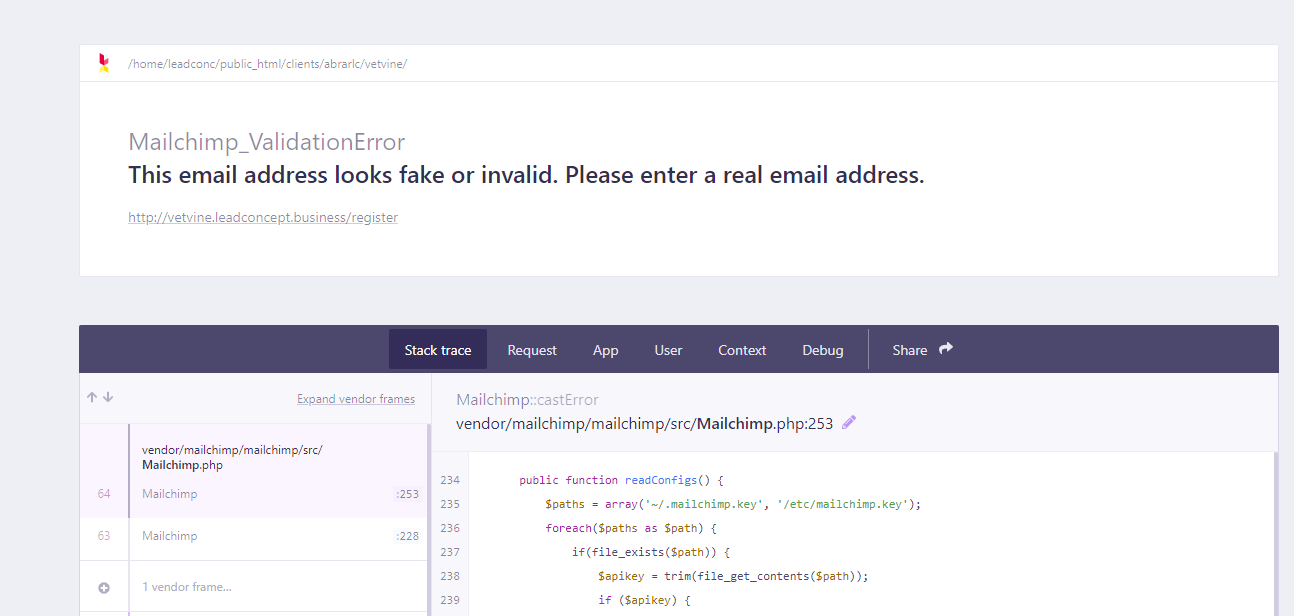 /home/leadconc/public_html/clients/abrarlc/vetvine/
Mailchimp_ValidationError
This email address looks fake or invalid. Please enter a real email address.
http://vetvine.leadconcept.business/register
Stack trace Request App User Context Debug Share
Expand vendor frames
vendor/mailchimp/mailchimp/src/
Mailchimp.php
64 Mailchimp :253
63 Mailchimp :228
1 vendor frame...
Mailchimp::castError
vendor/mailchimp/mailchimp/src/Mailchimp.php:253
234 public function readConfigs() {
235 $paths = array('~/.mailchimp.key', '/etc/mailchimp.key');
236 foreach($paths as $path) {
237 if(file_exists($path)) {
238 $apikey = trim(file_get_contents($path));
239 if ($apikey) {